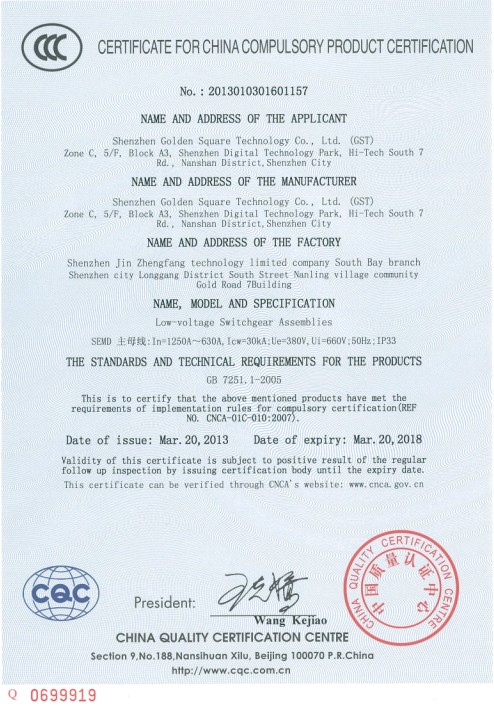 CERTIFICATE FOR CHINA COMPULSORY PRODUCT CERTIFICATION
No.: 2013010301601157
NAME AND ADDRESS OF THE APPLICANT
Shenzhen Golden Square Technology Co., Ltd. (GST)
Zone C, 5/F, Block A3, Shenzhen Digital Technology Park, Hi-Tech South 7
Rd., Nanshan District, Shenzhen City
NAME AND ADDRESS OF THE MANUFACTURER
Shenzhen Golden Square Technology Co., Ltd. (GST)
Zone C, 5/F, Block A3, Shenzhen Digital Technology Park, Hi-Tech South 7
Rd., Nanshan District, Shenzhen City
NAME AND ADDRESS OF THE FACTORY
Shenzhen Jin Zhengfang technology limited company South Bay branch
Shenzhen city Longgang District South Street Nanling village community
Gold Road 7Building
NAME, MODEL AND SPECIFICATION
Low-voltage Switchgear Assemblies
SEMD 主母线:In=1250A~630A,Icw=30kA;Ue=380V,Ui=660V;50Hz;IP33
THE STANDARDS AND TECHNICAL REQUIREMENTS FOR THE PRODUCTS
GB 7251.1-2005
This is to certify that the above mentioned products have met the
requirements of implementation rules for compulsory certification(REF
NO. CNCA-01C-010:2007).
Date of issue: Mar. 20, 2013 Date of expiry: Mar. 20, 2018
Validity of this certificate is subject to positive result of the regular
follow up inspection by issuing certification body until the expiry date.
This certificate can be verified through CNCA's website: www.cnca.gov.cn
CHINA QUALITY CERTIFICATION CENTRE
中国质量认证中心
CQC
President:
Wang Kejiao
CHINA QUALITY CERTIFICATION CENTRE
Section 9,No.188,Nansihuan Xilu, Beijing 100070 P.R.China
http://www.cqc.com.cn
Q 0699919